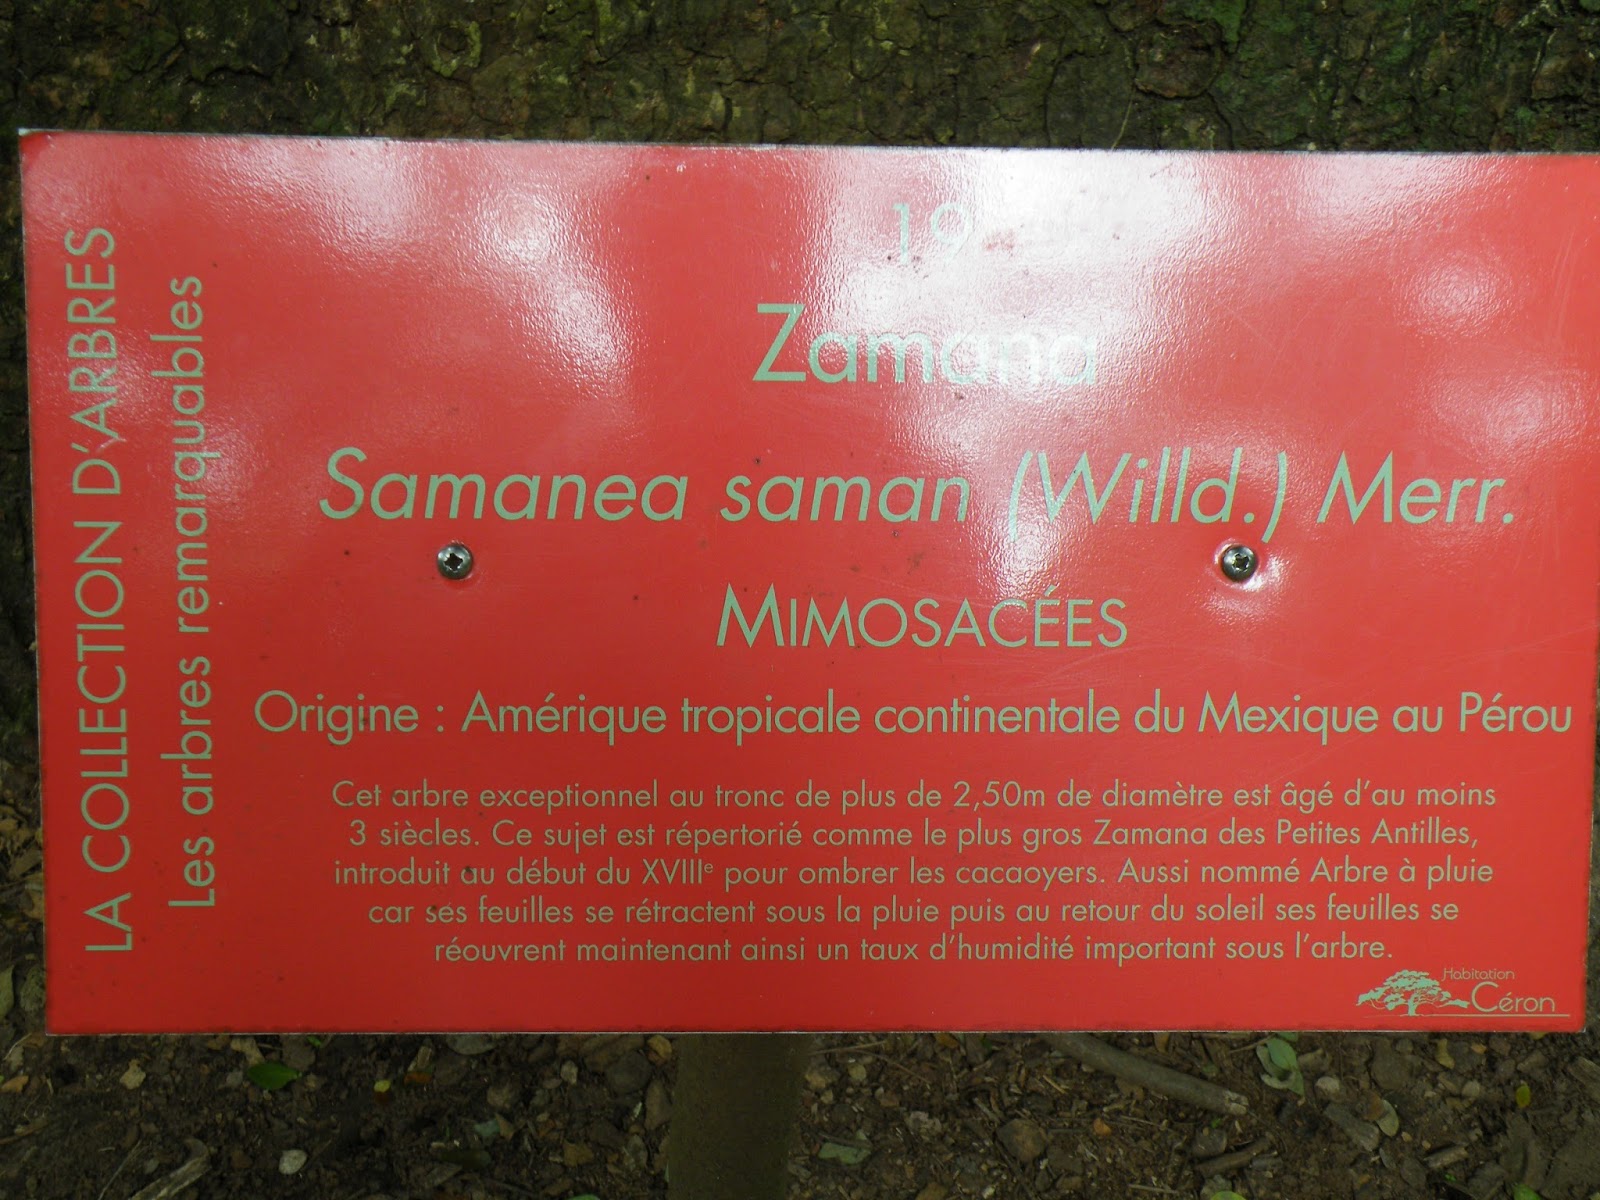 LA COLLECTION D'ARBRES
Les arbres remarquables
19
Zamana
Samanea saman (Willd.) Merr.
MIMOSACÉES
Origine : Amérique tropicale continentale du Mexique au Pérou
Cet arbre exceptionnel au tronc de plus de 2,50m de diamètre est âgé d'au moins
3 siècles. Ce sujet est répertorié comme le plus gros Zamana des Petites Antilles,
introduit au début du XVIIIe pour ombrer les cacaoyers. Aussi nommé Arbre à pluie
car ses feuilles se rétractent sous la pluie puis au retour du soleil ses feuilles se
réouvrent maintenant ainsi un taux d'humidité important sous l'arbre.
Habitation
Céron